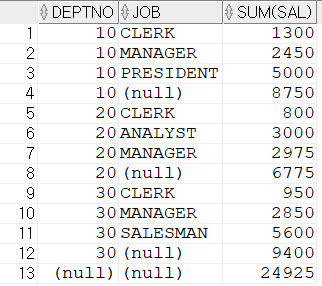 DEPTNO JOB SUM(SAL)
1 10 CLERK 1300
2 10 MANAGER 2450
3 10 PRESIDENT 5000
4 10 (null) 8750
5 20 CLERK 800
6 20 ANALYST 3000
7 20 MANAGER 2975
8 20 (null) 6775
9 30 CLERK 950
10 30 MANAGER 2850
11 30 SALESMAN 5600
12 30 (null) 9400
13 (null) (null) 24925